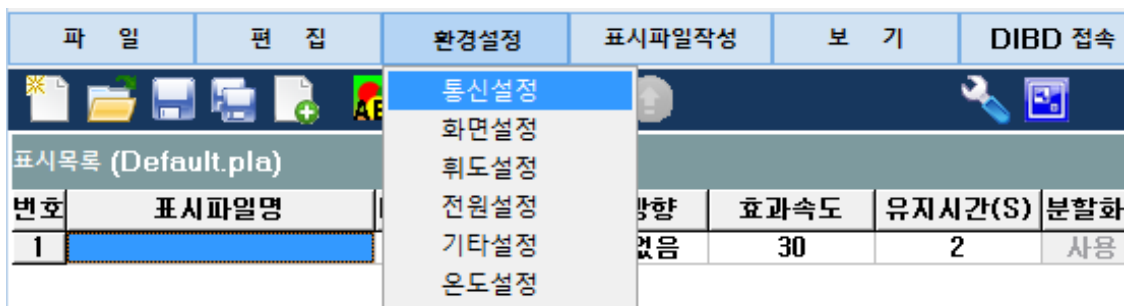 파 일 편 집 환경설정 표시파일작성 보 기 DIBD 접속
통신설정
화면설정
휘도설정
전원설정
기타설정
온도설정
표시목록 (Default.pla)
번호 표시파일명 방향 효과속도 유지시간(S) 분할화
1 없음 30 2 사용